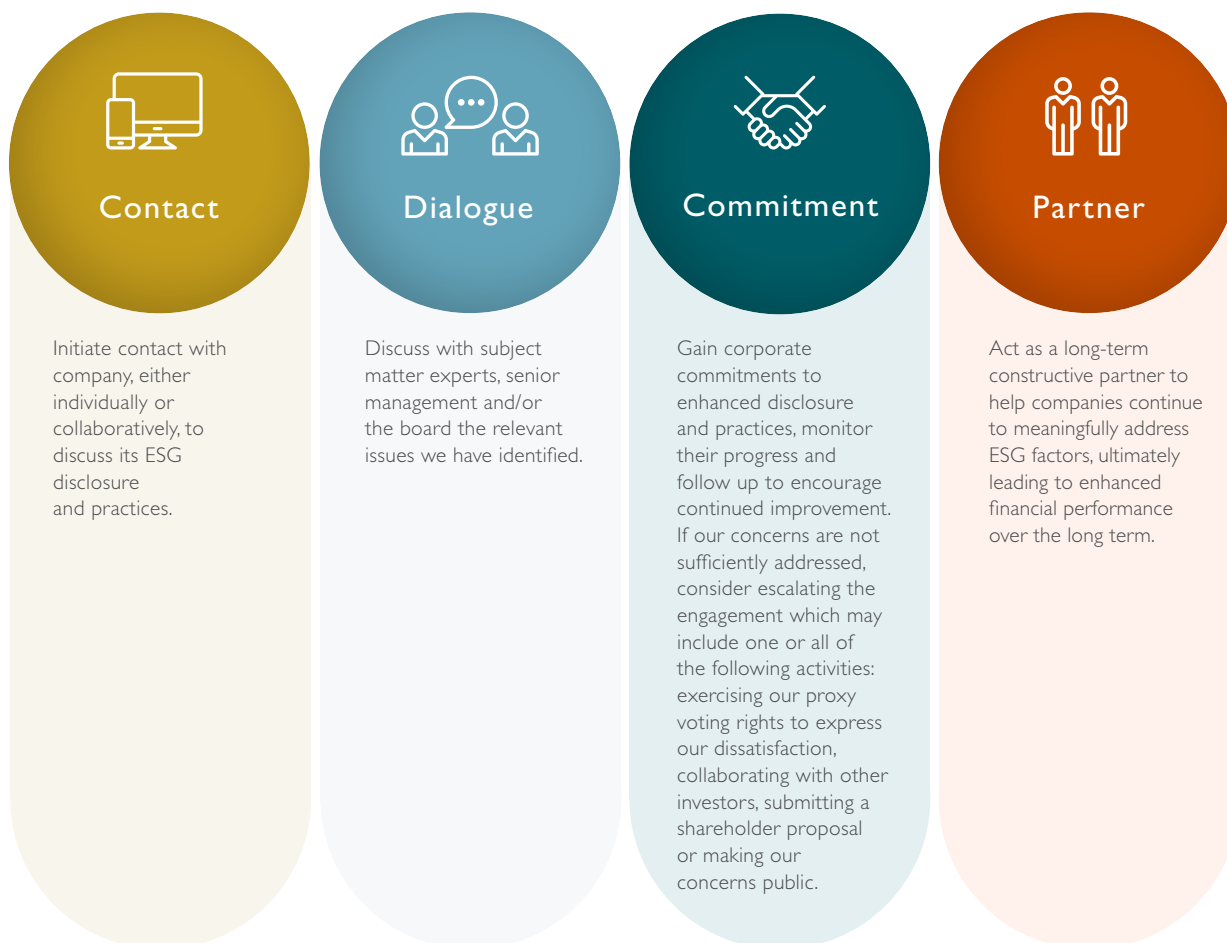 Contact
Initiate contact with
company, either
individually or
collaboratively, to
discuss its ESG
disclosure
and practices.
Dialogue
Discuss with subject
matter experts, senior
management and/or
the board the relevant
issues we have identified.
Commitment
Gain corporate
commitments to
enhanced disclosure
and practices, monitor
their progress and
follow up to encourage
continued improvement.
If our concerns are not
sufficiently addressed,
consider escalating the
engagement which may
include one or all of
the following activities:
exercising our proxy
voting rights to express
our dissatisfaction,
collaborating with other
investors, submitting a
shareholder proposal
or making our
concerns public.
Partner
Act as a long-term
constructive partner to
help companies continue
to meaningfully address
ESG factors, ultimately
leading to enhanced
financial performance
over the long term.